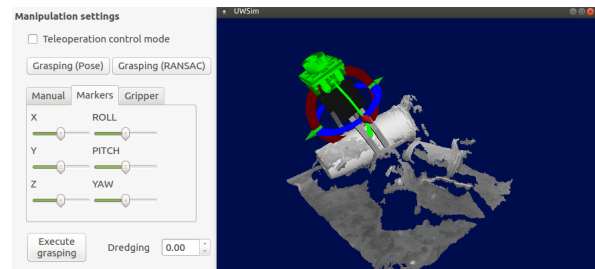 Manipulation settings
UWSim
Teleoperation control mode
Grasping (Pose) Grasping (RANSAC)
Manual Markers Gripper
X ROLL
Y PITCH
Z YAW
Execute grasping
Dredging 0.00